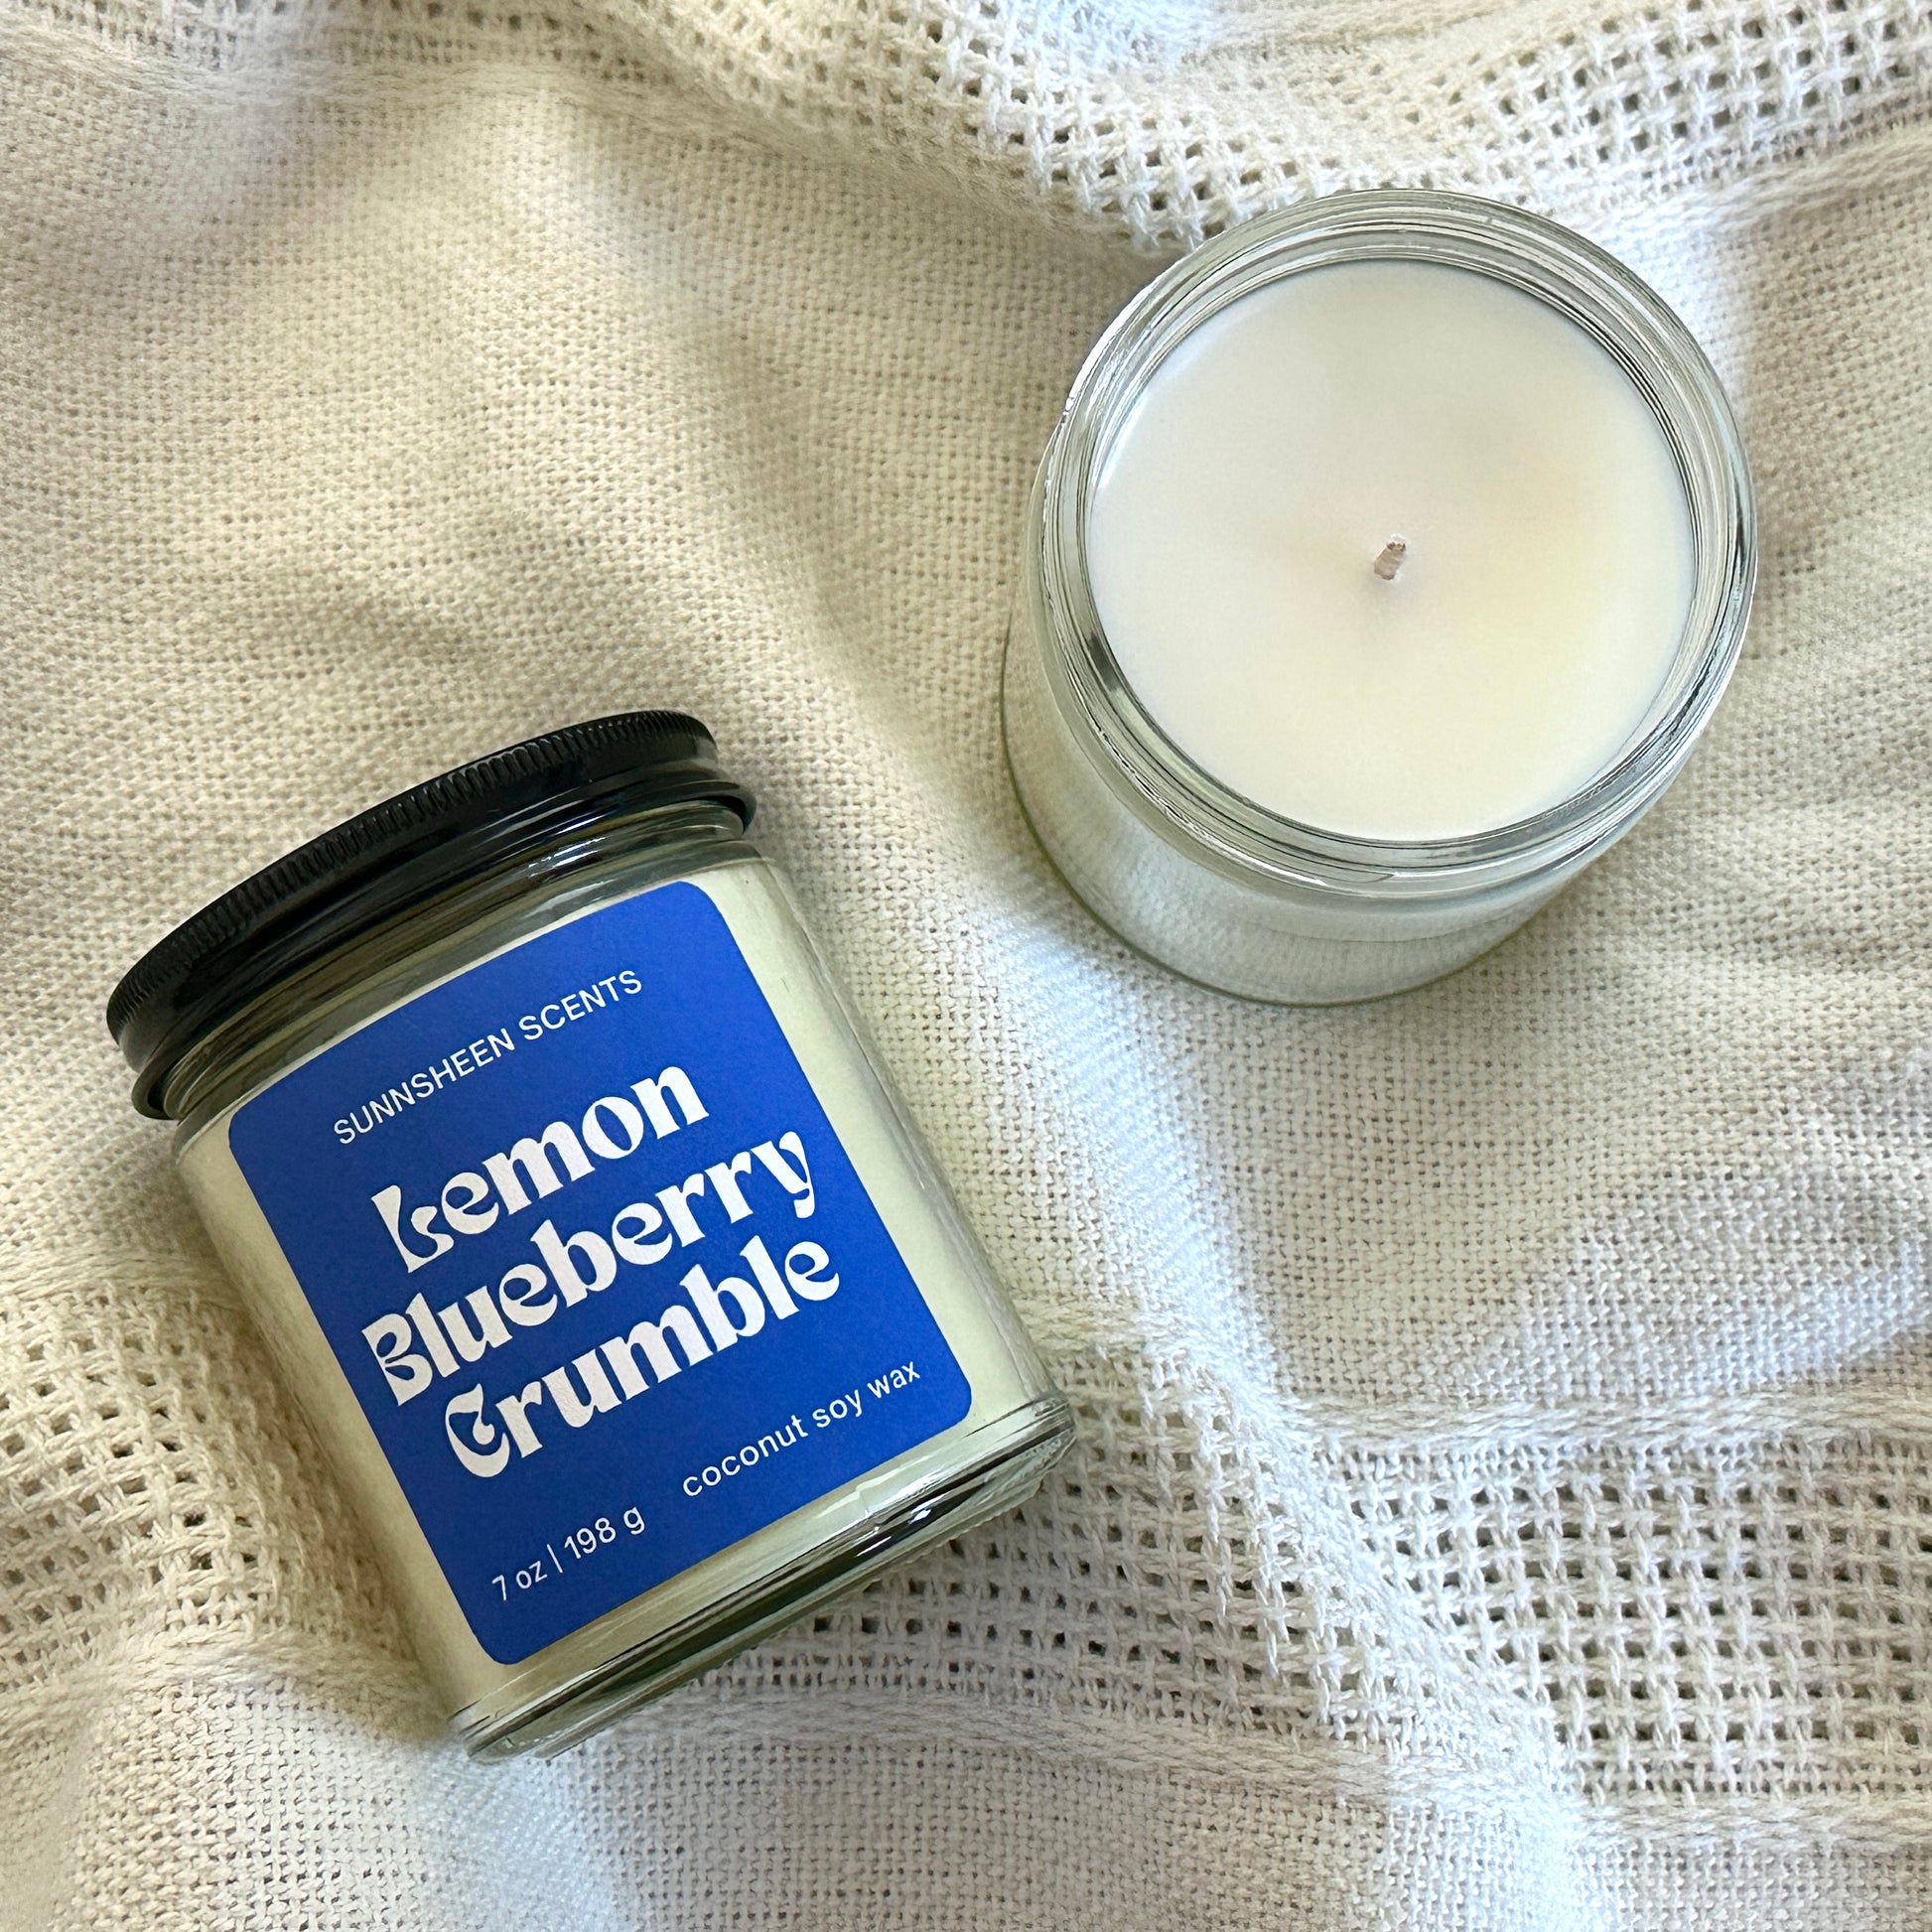 SUNNSHEEN SCENTS
Lemon
Blueberry
Crumble
7 oz | 198 g coconut soy wax